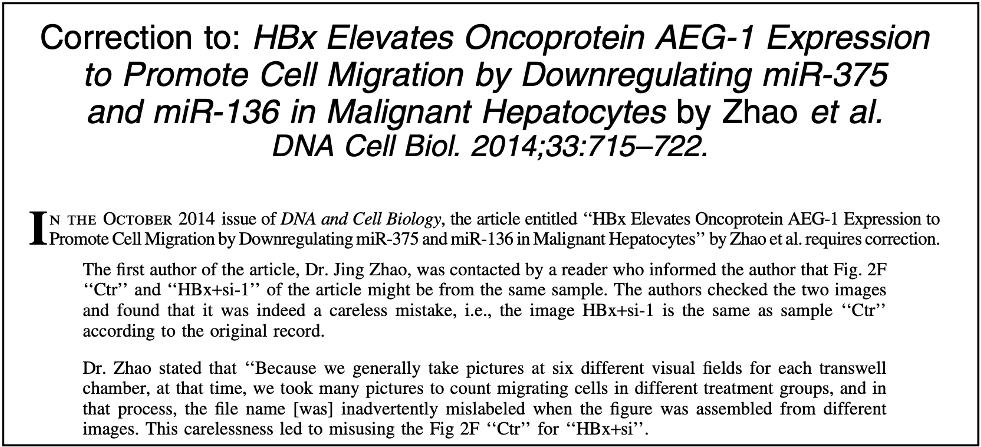 Correction to: HBx Elevates Oncoprotein AEG-1 Expression
to Promote Cell Migration by Downregulating miR-375
and miR-136 in Malignant Hepatocytes by Zhao et al.
DNA Cell Biol. 2014;33:715–722.
In the October 2014 issue of DNA and Cell Biology, the article entitled ‘‘HBx Elevates Oncoprotein AEG-1 Expression to
Promote Cell Migration by Downregulating miR-375 and miR-136 in Malignant Hepatocytes’’ by Zhao et al. requires correction.
The first author of the article, Dr. Jing Zhao, was contacted by a reader who informed the author that Fig. 2F
‘‘Ctr’’ and ‘‘HBx+si-1’’ of the article might be from the same sample. The authors checked the two images
and found that it was indeed a careless mistake, i.e., the image HBx+si-1 is the same as sample ‘‘Ctr’’
according to the original record.
Dr. Zhao stated that ‘‘Because we generally take pictures at six different visual fields for each transwell
chamber, at that time, we took many pictures to count migrating cells in different treatment groups, and in
that process, the file name [was] inadvertently mislabeled when the figure was assembled from different
images. This carelessness led to misusing the Fig 2F ‘‘Ctr’’ for ‘‘HBx+si’’.